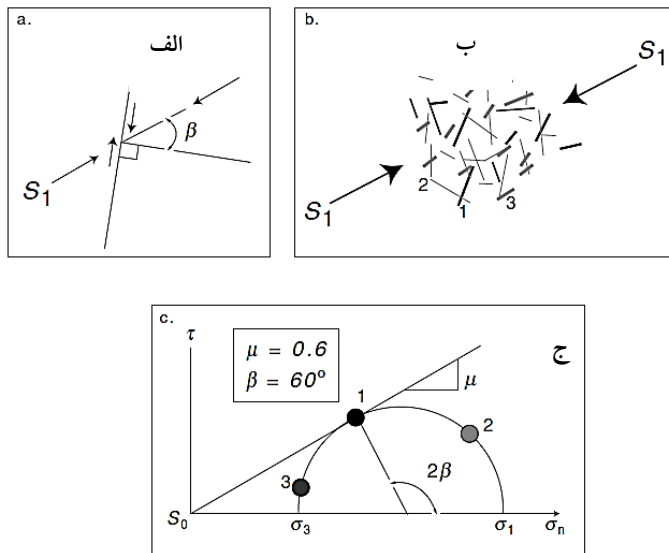 a.
الف
β
S1
b.
ب
S1
S1
2
1
3
c.
ج
τ
μ = 0.6
β = 60°
1
μ
2
2β
3
S0
σ3
σ1
σn